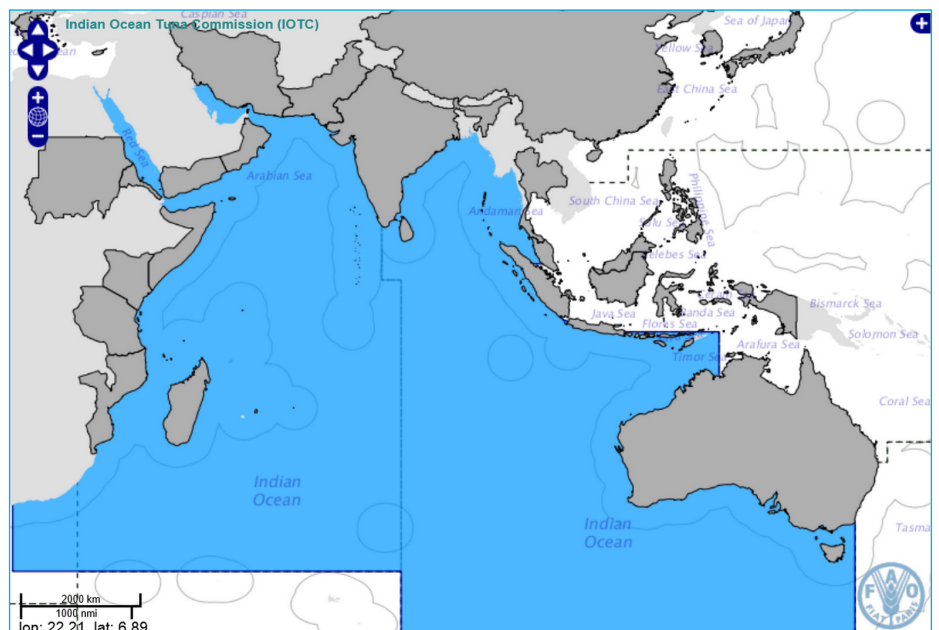 Caspian Sea
Indian Ocean Tuna Commission (IOTC)
Sea of Japan
Yellow Sea
East China Sea
Red Sea
Arabian Sea
Andaman Sea
South China Sea
Philippine Sea
Sulu Sea
Celebes Sea
Java Sea
Banda Sea
Flores Sea
Bismarck Sea
Solomon Sea
Arafura Sea
Timor Sea
Coral Sea
Indian
Ocean
Indian
Ocean
Tasma
F A O
FIAT PANIS
2000 km
1000 nmi
lon: 22.21, lat: 6.89